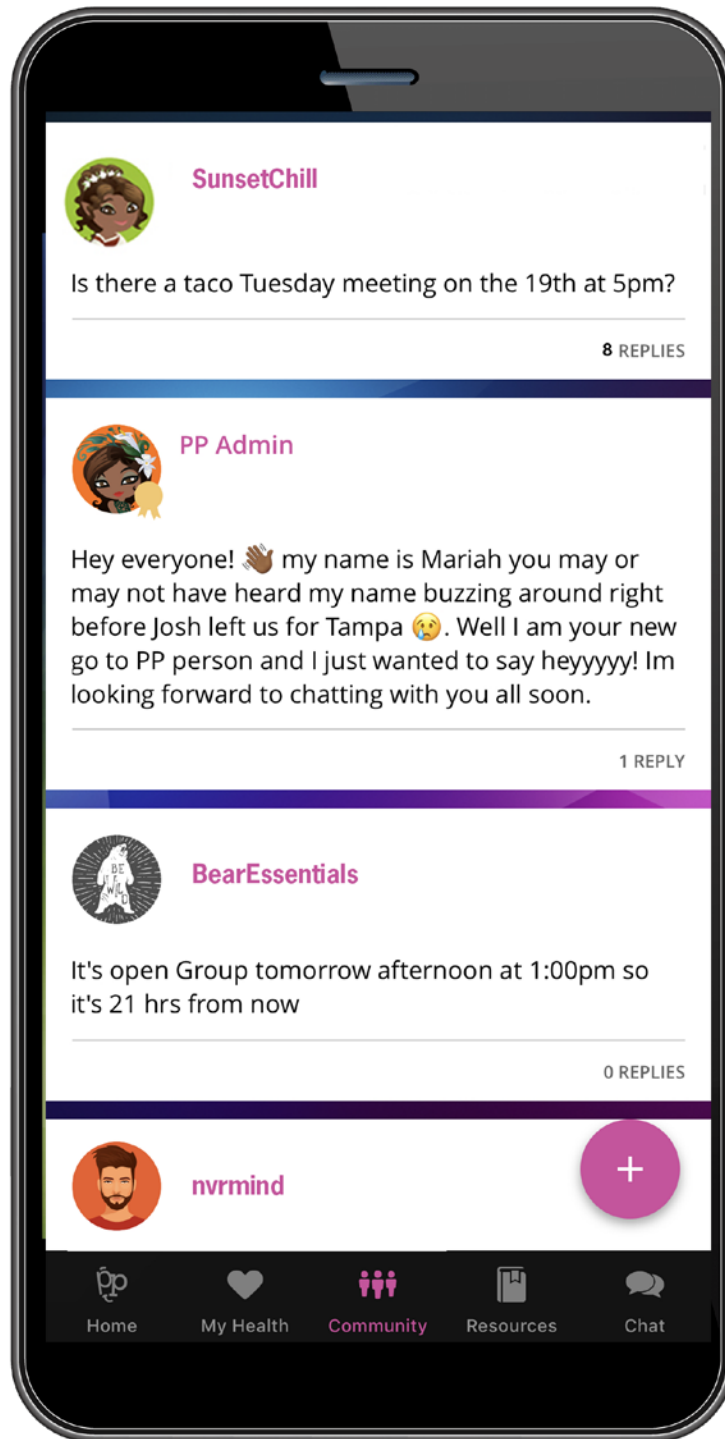 SunsetChill
Is there a taco Tuesday meeting on the 19th at 5pm?
8 REPLIES
PP Admin
Hey everyone! 👋🏾 my name is Mariah you may or
may not have heard my name buzzing around right
before Josh left us for Tampa 😢. Well I am your new
go to PP person and I just wanted to say heyyyyy! Im
looking forward to chatting with you all soon.
1 REPLY
BE
WILD
BearEssentials
It's open Group tomorrow afternoon at 1:00pm so
it's 21 hrs from now
0 REPLIES
nvrmind
+
pp
Home My Health Community Resources Chat